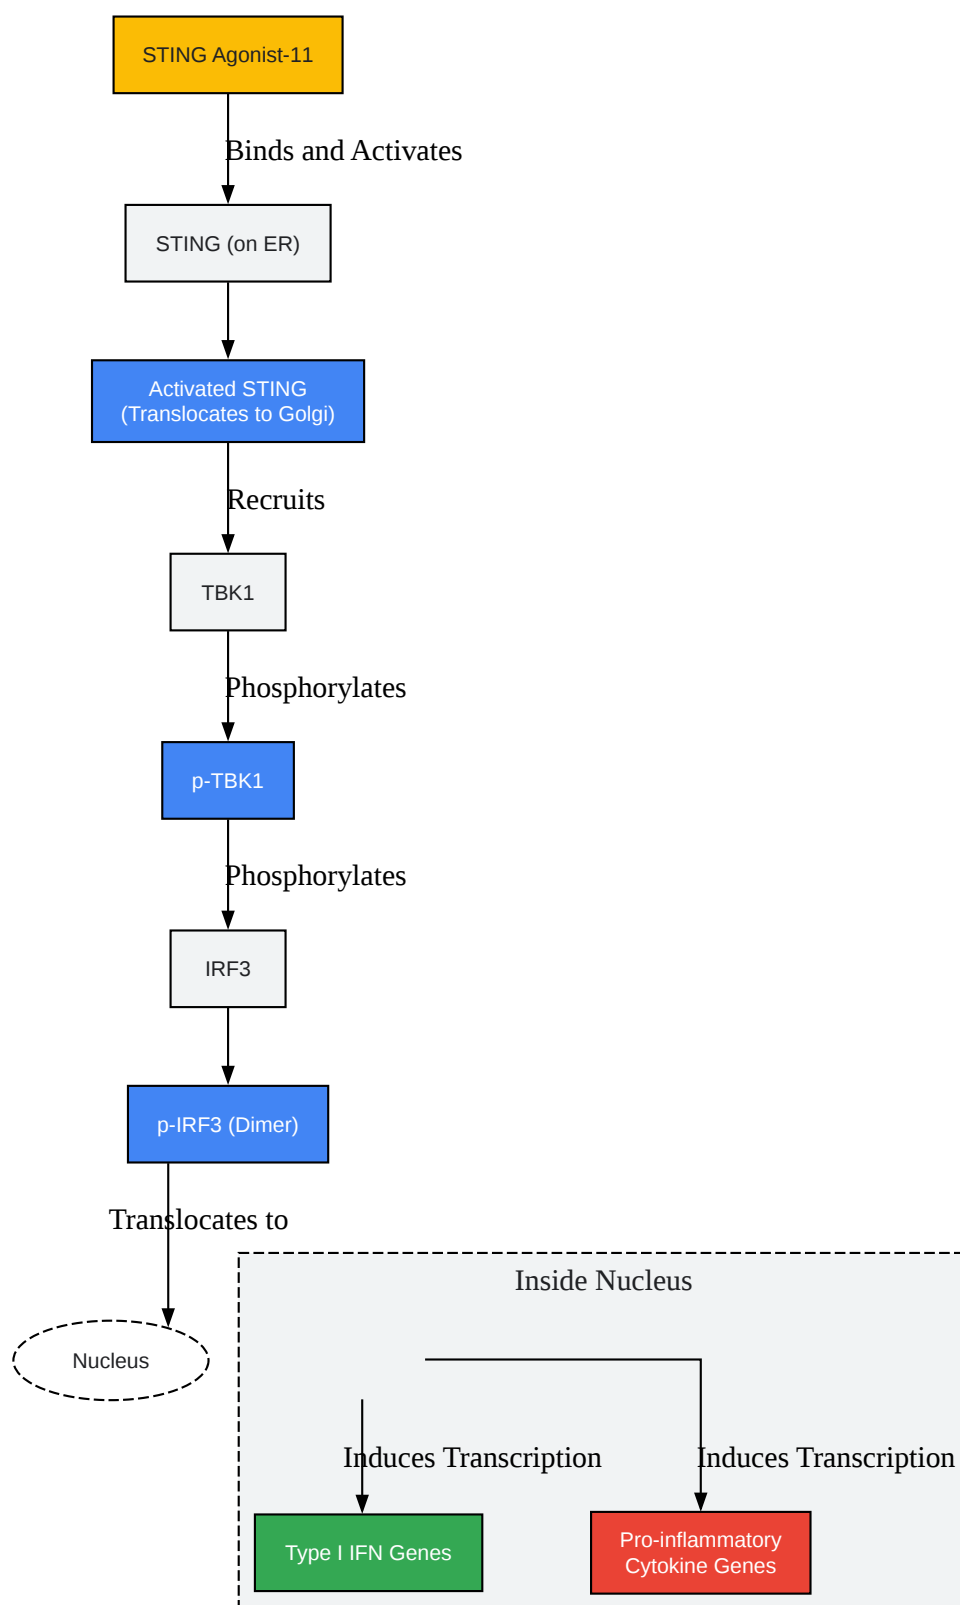 STING Agonist-11
Binds and Activates
STING (on ER)
Activated STING
(Translocates to Golgi)
Recruits
TBK1
Phosphorylates
p-TBK1
Phosphorylates
IRF3
p-IRF3 (Dimer)
Translocates to
Inside Nucleus
Nucleus
Induces Transcription
Induces Transcription
Type I IFN Genes
Pro-inflammatory
Cytokine Genes